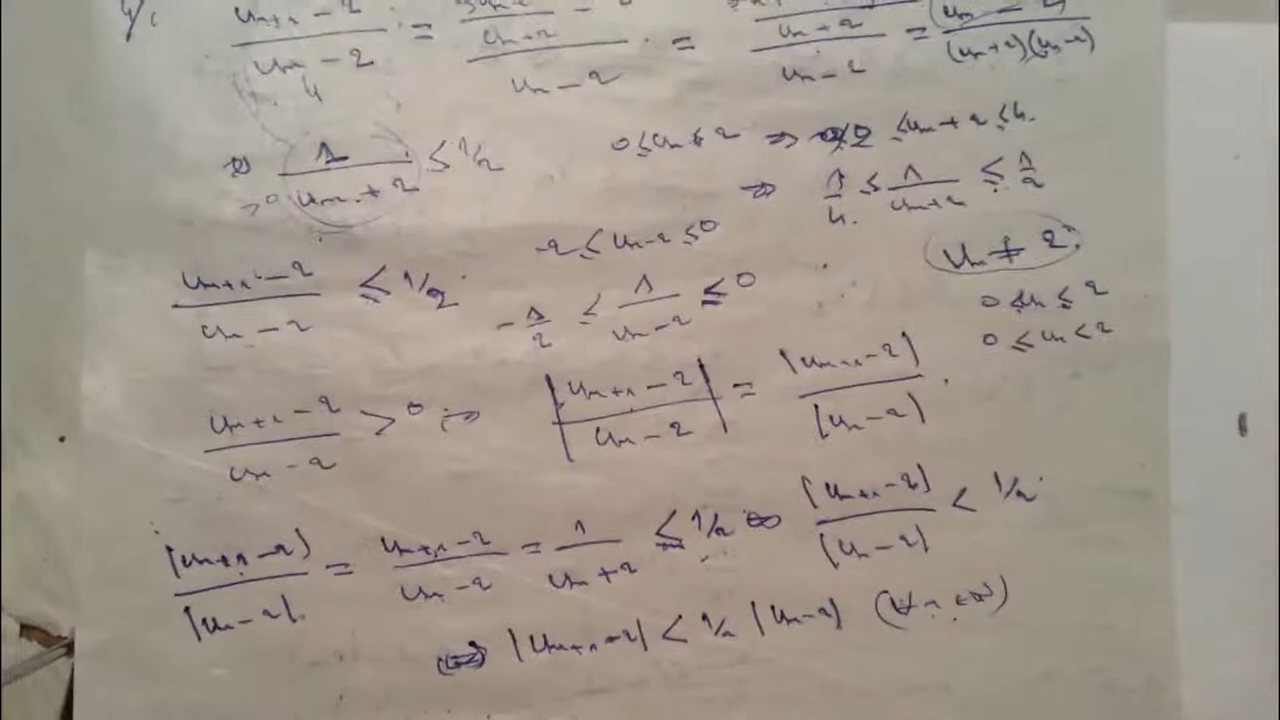 4/ (u_{n+1} - 2)/(u_n - 2) = = = /((u_n+2)(u_n-2))
1/(u_n + 2) ≤ 1/2 0 ≤ u_n ≤ 2 ⇒ 2 ≤ u_n + 2 ≤ 4.
>0 ⇒ 1/4 ≤ 1/(u_n+2) ≤ 1/2
-2 ≤ u_n - 2 ≤ 0 u_n ≠ 2
(u_{n+1} - 2)/(u_n - 2) ≤ 1/2 -1/2 ≤ 1/(u_n - 2) ≤ 0 0 ≤ u_n ≤ 2
0 ≤ u_n < 2
(u_{n+1} - 2)/(u_n - 2) > 0 ⇒ |(u_{n+1} - 2)/(u_n - 2)| = |u_{n+1} - 2|/|u_n - 2|
|u_{n+1} - 2|/|u_n - 2| = (u_{n+1} - 2)/(u_n - 2) = 1/(u_n + 2) ≤ 1/2 ⇔ |u_{n+1} - 2|/|u_n - 2| < 1/2
⇔ |u_{n+1} - 2| < 1/2 |u_n - 2| (∀n ∈ ℕ)